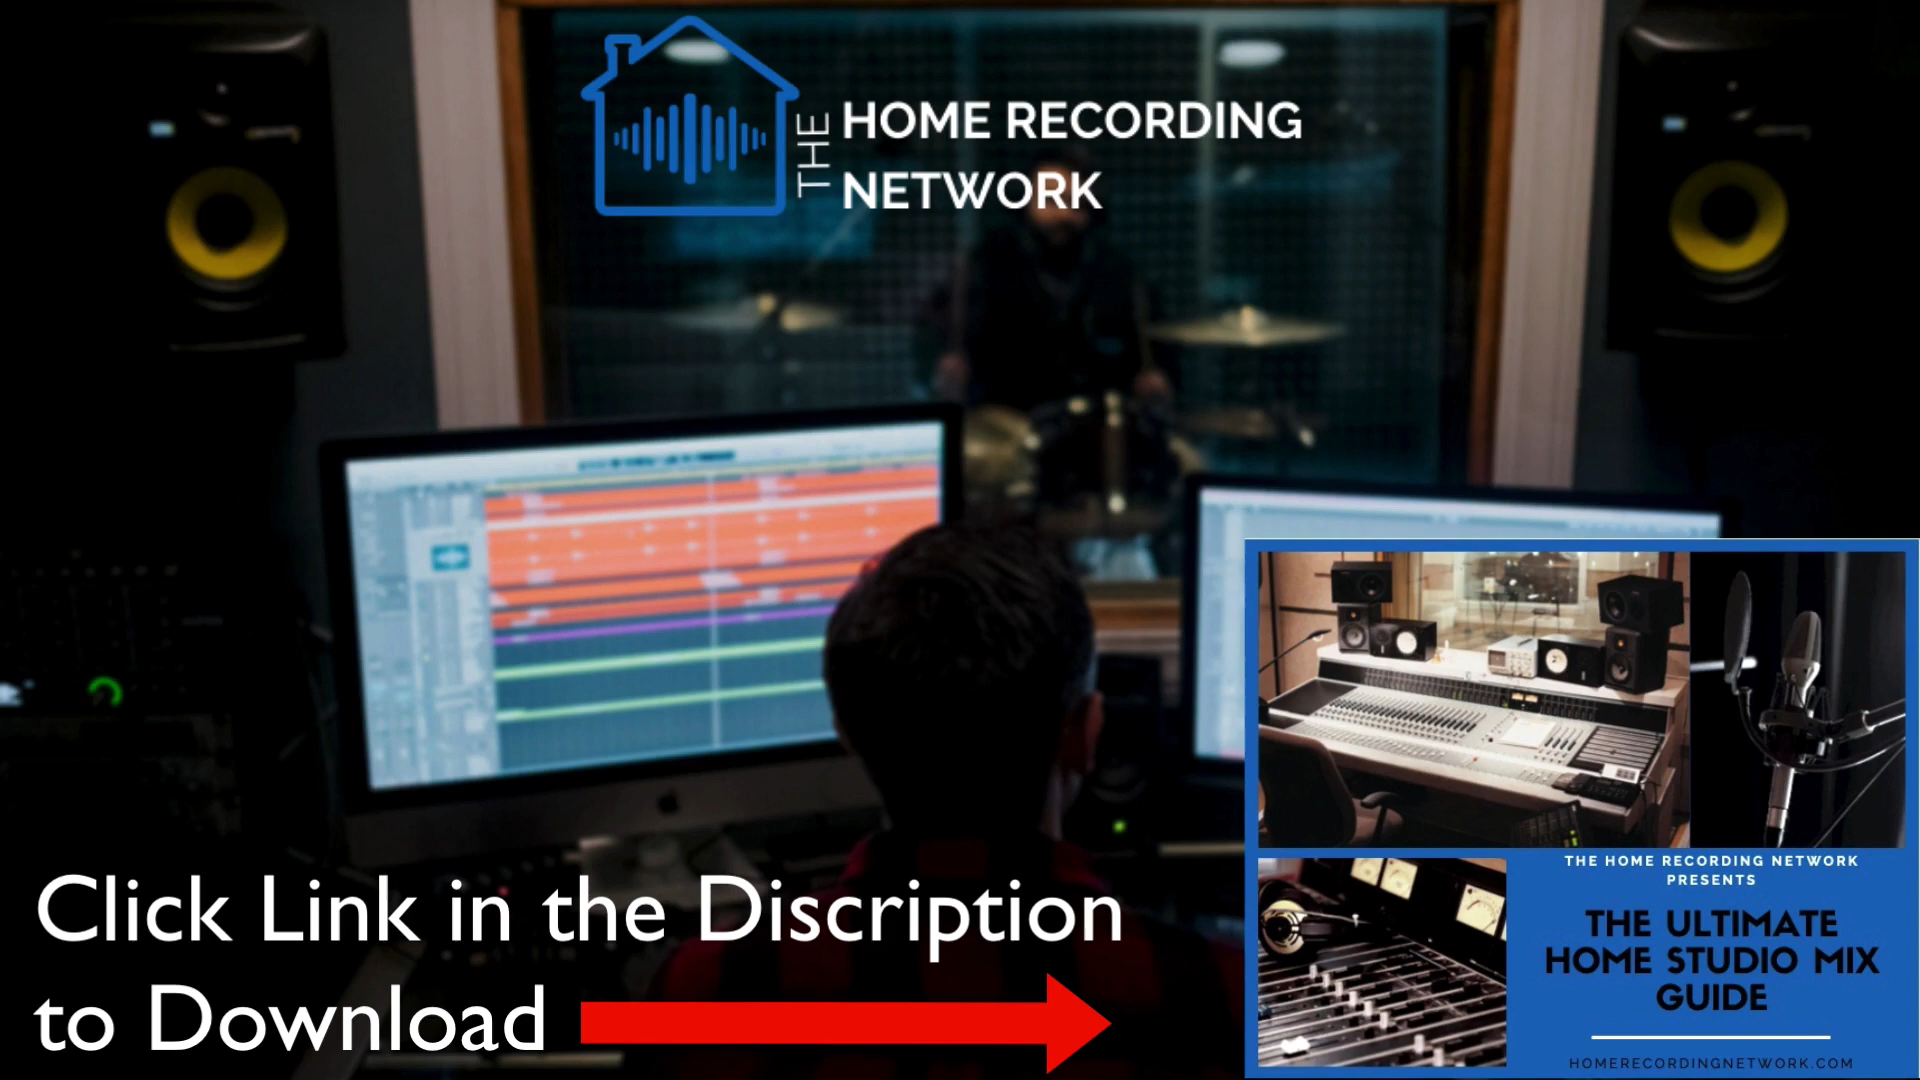 THE
HOME RECORDING
NETWORK
Click Link in the Discription
to Download
THE HOME RECORDING NETWORK
PRESENTS
THE ULTIMATE
HOME STUDIO MIX
GUIDE
HOMERECORDINGNETWORK.COM